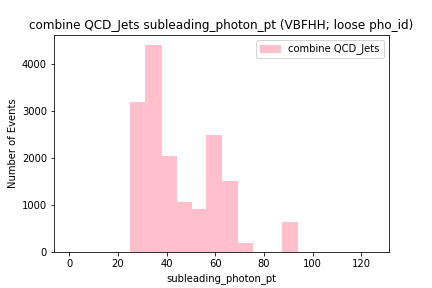 combine QCD_Jets subleading_photon_pt (VBFHH; loose pho_id)
combine QCD_Jets
4000
3000
2000
1000
0
Number of Events
0 20 40 60 80 100 120
subleading_photon_pt